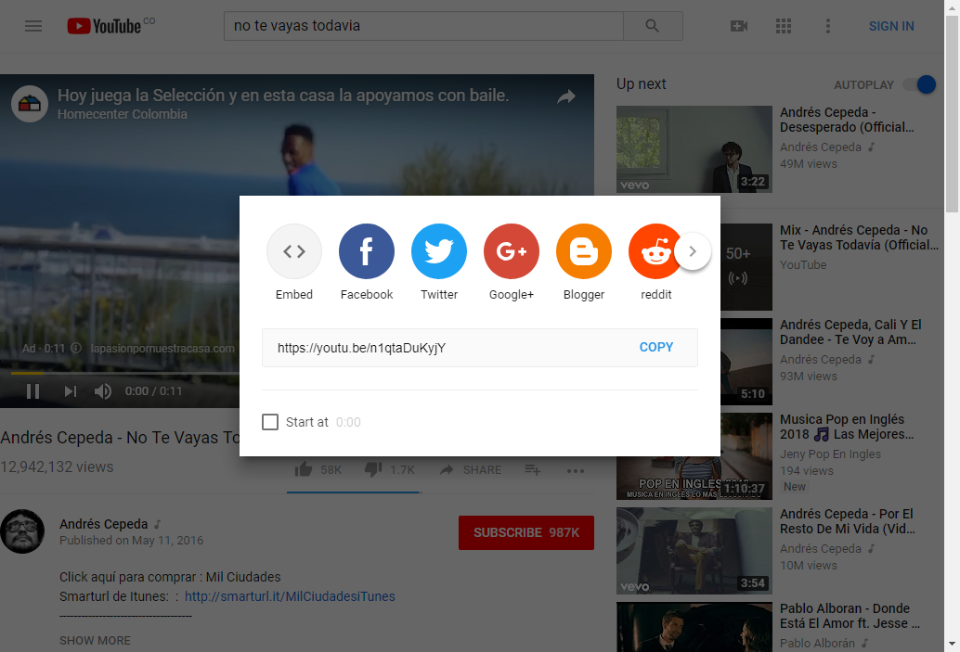 YouTube CO
no te vayas todavia
SIGN IN
Hoy juega la Selección y en esta casa la apoyamos con baile.
Homecenter Colombia
Ad · 0:11
lapasionpornuestracasa.com
0:00 / 0:11
Embed
Facebook
Twitter
Google+
Blogger
reddit
https://youtu.be/n1qtaDuKyjY
COPY
Start at 0:00
Andrés Cepeda - No Te Vayas To
12,942,132 views
58K
1.7K
SHARE
Andrés Cepeda
Published on May 11, 2016
SUBSCRIBE 987K
Click aquí para comprar : Mil Ciudades
Smarturl de Itunes: : http://smarturl.it/MilCiudadesiTunes
------------------------------------
SHOW MORE
Up next
AUTOPLAY
vevo
3:22
Andrés Cepeda -
Desesperado (Official...
Andrés Cepeda
49M views
50+
Mix - Andrés Cepeda - No
Te Vayas Todavía (Official...
YouTube
5:10
Andrés Cepeda, Cali Y El
Dandee - Te Voy a Am...
Andrés Cepeda
93M views
POP EN INGLES 2018
1:10:37
Musica Pop en Inglés
2018 🎵 Las Mejores...
Jeny Pop En Ingles
194 views
New
vevo
3:54
Andrés Cepeda - Por El
Resto De Mi Vida (Vid...
Andrés Cepeda
10M views
Pablo Alboran - Donde
Está El Amor ft. Jesse ...
Pablo Alborán